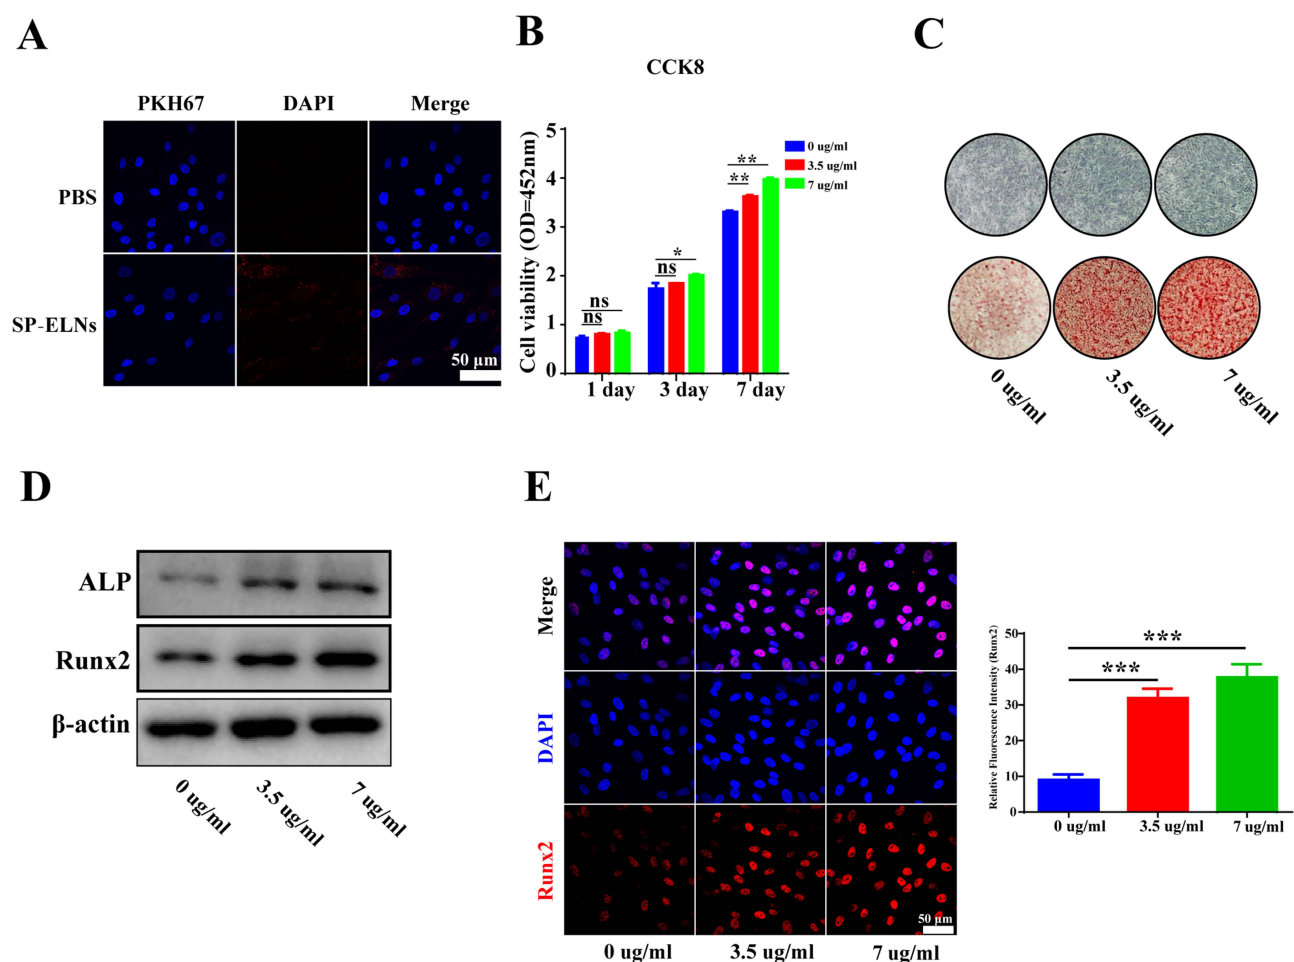 A
PKH67 DAPI Merge
PBS
SP-ELNs
50 μm
B
CCK8
Cell viability (OD=452nm)
5
4
3
2
1
0
0 ug/ml
3.5 ug/ml
7 ug/ml
ns
ns
ns
*
**
**
1 day 3 day 7 day
C
0 ug/ml 3.5 ug/ml 7 ug/ml
D
ALP
Runx2
β-actin
0 ug/ml 3.5 ug/ml 7 ug/ml
E
Merge
DAPI
Runx2
50 μm
0 ug/ml 3.5 ug/ml 7 ug/ml
Relative Fluorescence Intensity (Runx2)
50
40
30
20
10
0
***
***
0 ug/ml 3.5 ug/ml 7 ug/ml